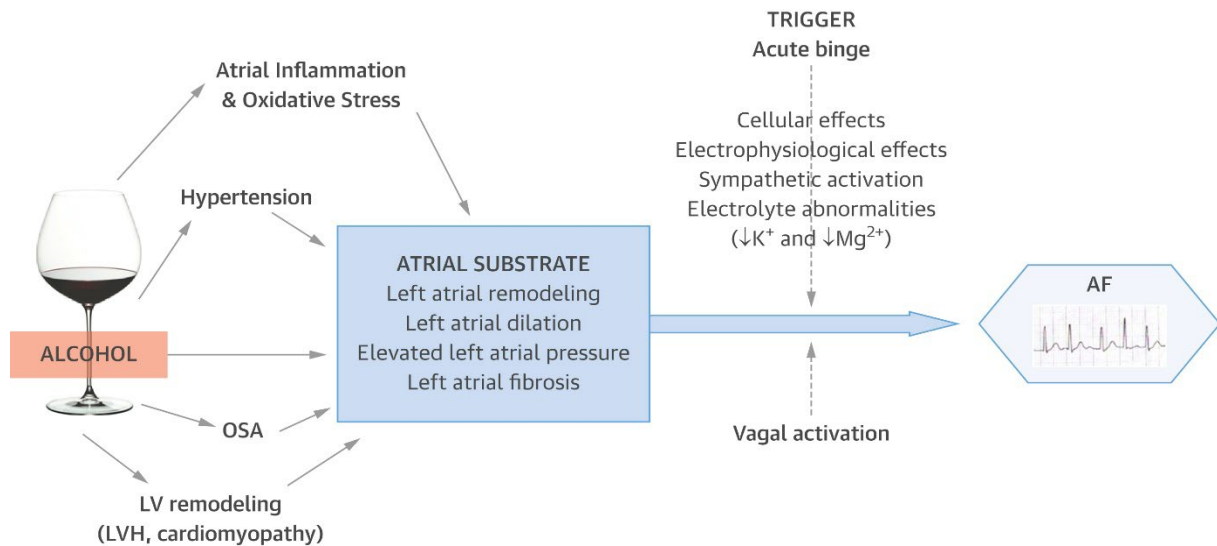 TRIGGER
Acute binge
Atrial Inflammation
& Oxidative Stress
Cellular effects
Electrophysiological effects
Sympathetic activation
Electrolyte abnormalities
(↓K⁺ and ↓Mg²⁺)
Hypertension
ATRIAL SUBSTRATE
Left atrial remodeling
Left atrial dilation
Elevated left atrial pressure
Left atrial fibrosis
AF
ALCOHOL
OSA
Vagal activation
LV remodeling
(LVH, cardiomyopathy)